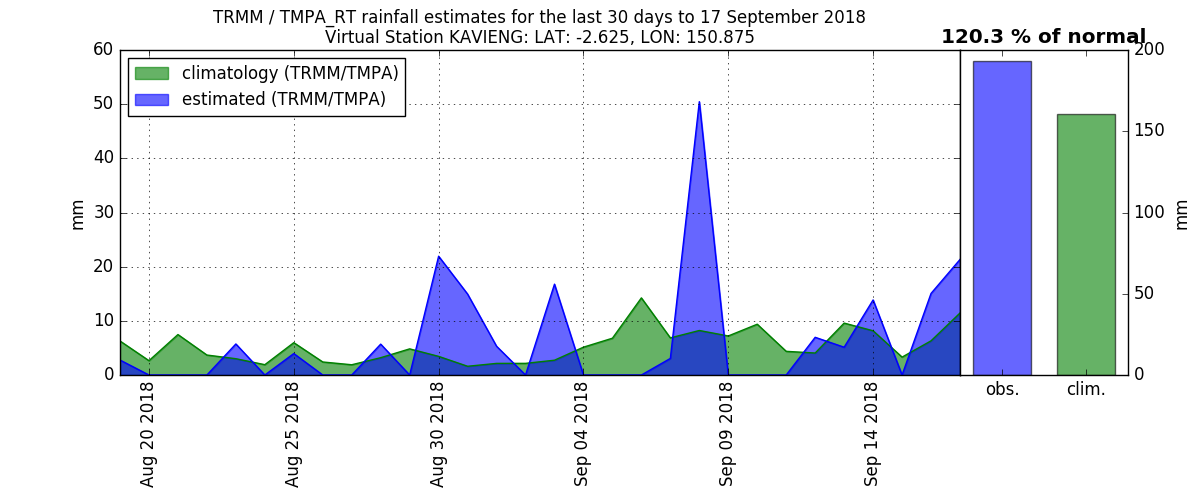 TRMM / TMPA_RT rainfall estimates for the last 30 days to 17 September 2018
Virtual Station KAVIENG: LAT: -2.625, LON: 150.875
120.3 % of normal
climatology (TRMM/TMPA)
estimated (TRMM/TMPA)
60
50
40
30
20
10
0
mm
200
150
100
50
0
mm
Aug 20 2018
Aug 25 2018
Aug 30 2018
Sep 04 2018
Sep 09 2018
Sep 14 2018
obs.
clim.